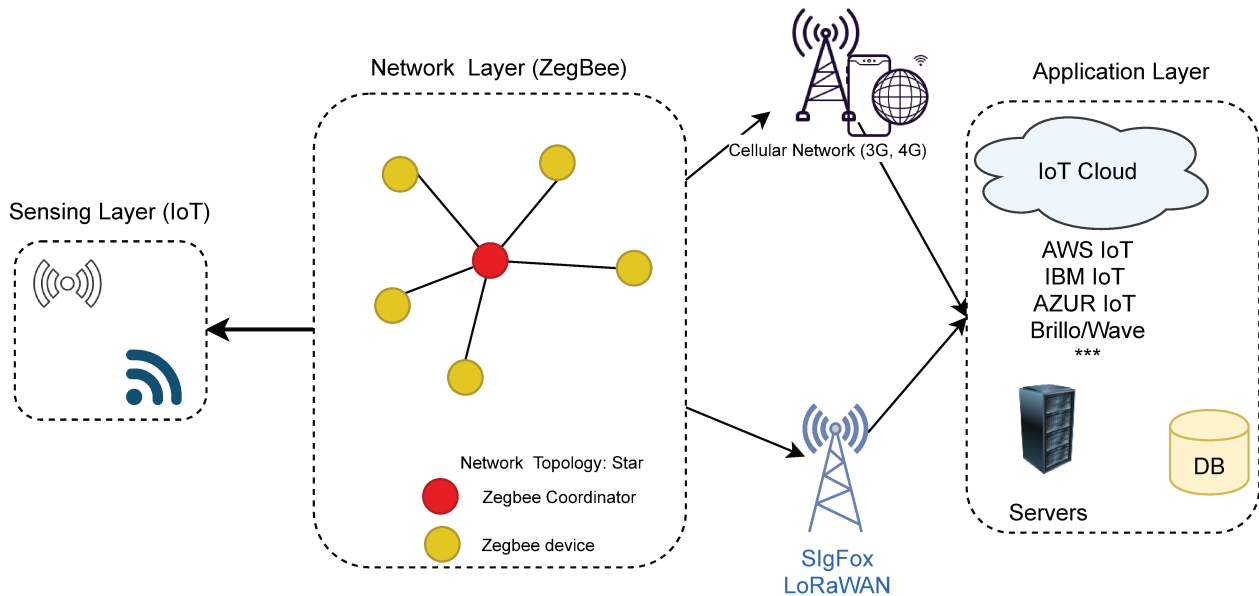 Sensing Layer (IoT)
Network Layer (ZegBee)
Network Topology: Star
Zegbee Coordinator
Zegbee device
Cellular Network (3G, 4G)
SIgFox
LoRaWAN
Application Layer
IoT Cloud
AWS IoT
IBM IoT
AZUR IoT
Brillo/Wave
***
Servers
DB